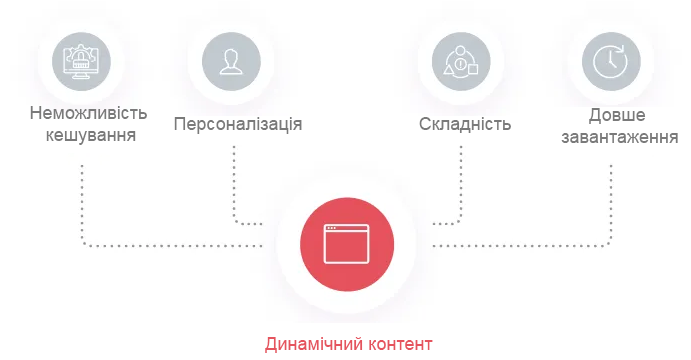 Неможливість
кешування
Персоналізація
Складність
Довше
завантаження
Динамічний контент